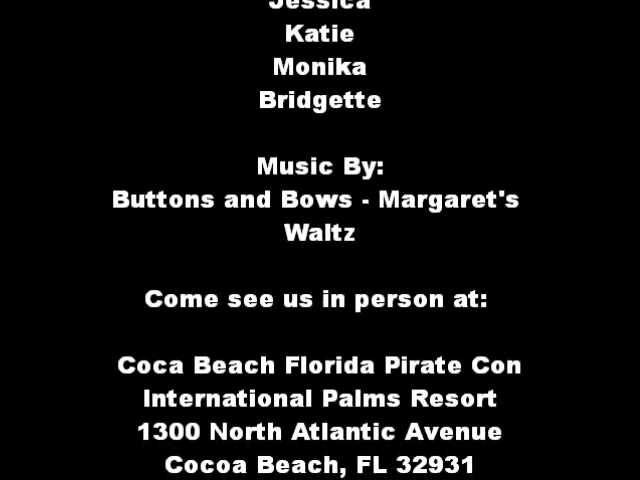 Jessica
Katie
Monika
Bridgette
Music By:
Buttons and Bows - Margaret's
Waltz
Come see us in person at:
Coca Beach Florida Pirate Con
International Palms Resort
1300 North Atlantic Avenue
Cocoa Beach, FL 32931